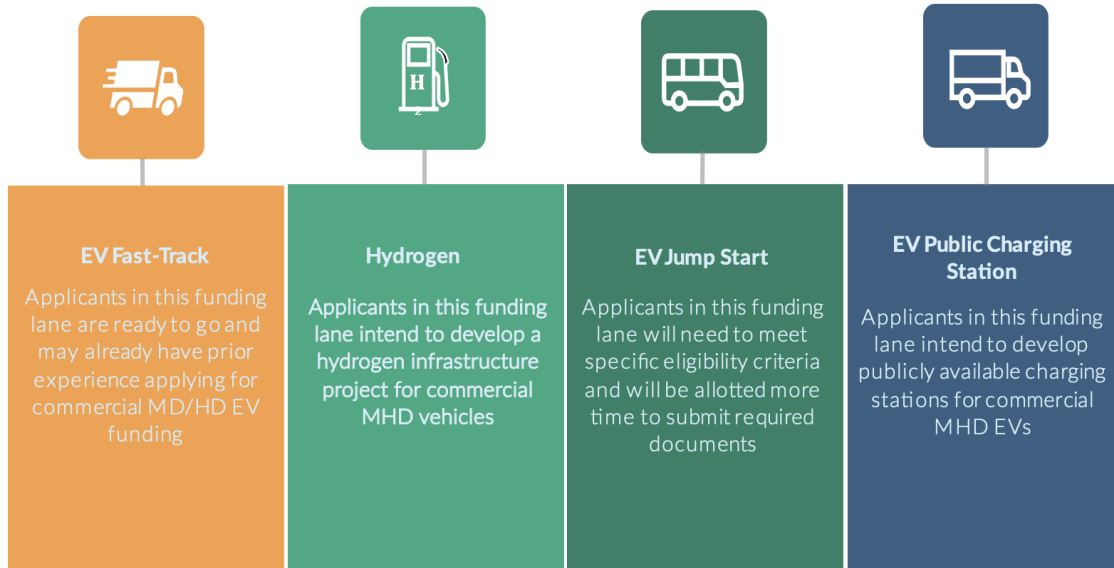 H
2
EV Fast-Track
Applicants in this funding
lane are ready to go and
may already have prior
experience applying for
commercial MD/HD EV
funding
Hydrogen
Applicants in this funding
lane intend to develop a
hydrogen infrastructure
project for commercial
MHD vehicles
EV Jump Start
Applicants in this funding
lane will need to meet
specific eligibility criteria
and will be allotted more
time to submit required
documents
EV Public Charging
Station
Applicants in this funding
lane intend to develop
publicly available charging
stations for commercial
MHD EVs